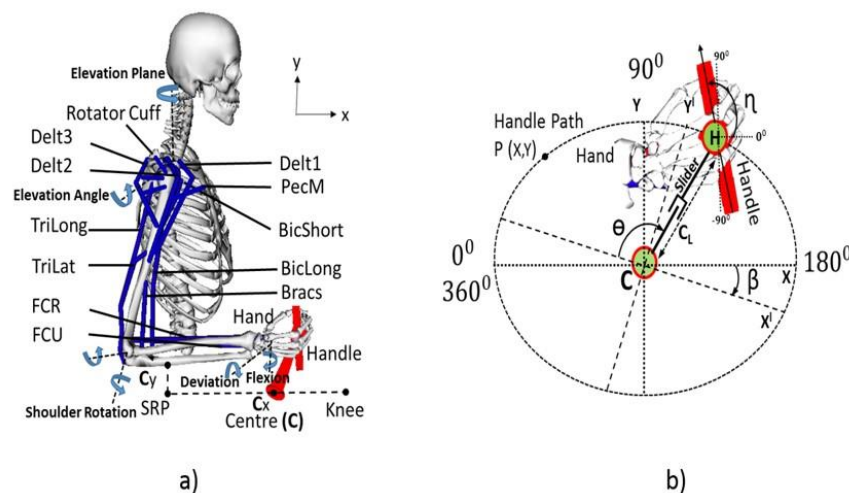 Elevation Plane
y
x
Rotator Cuff
Delt3
Delt2
Delt1
PecM
Elevation Angle
TriLong
BicShort
TriLat
BicLong
Bracs
FCR
FCU
Hand
Handle
Cy
Deviation
Flexion
Shoulder Rotation
SRP
Cx
Knee
Centre (C)
a)
90⁰
90⁰
Y
Y^I
η
Handle Path
P (X,Y)
Hand
H
0⁰
Slider
Handle
-90⁰
C_L
θ
0⁰
360⁰
C
X
180⁰
β
X^I
b)